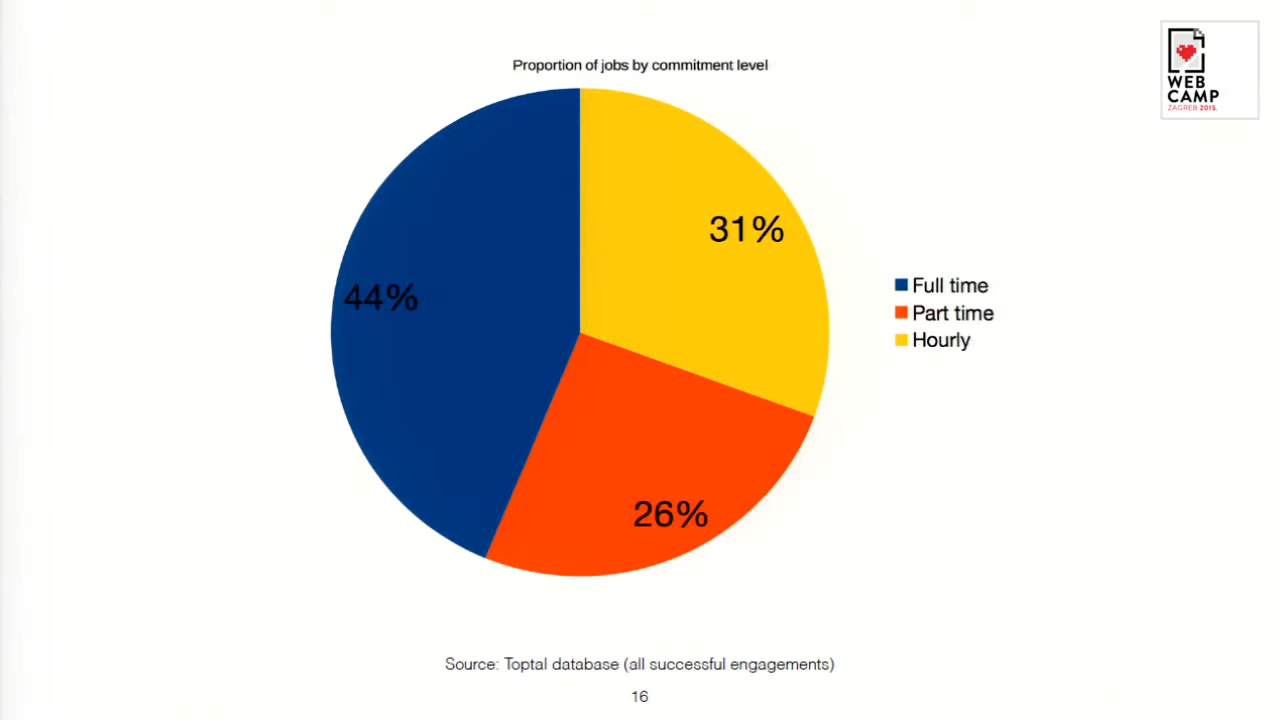 Proportion of jobs by commitment level
WEB
CAMP
ZAGREB 2015.
31%
44%
26%
Full time
Part time
Hourly
Source: Toptal database (all successful engagements)
16